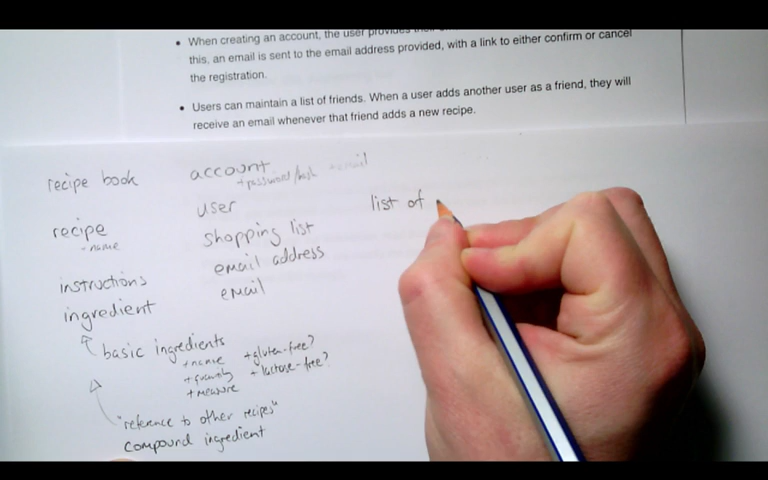 When creating an account, the user provides their
this, an email is sent to the email address provided, with a link to either confirm or cancel
the registration.
Users can maintain a list of friends. When a user adds another user as a friend, they will
receive an email whenever that friend adds a new recipe.
recipe book
recipe
- name
instructions
ingredient
basic ingredients
+ name
+ quantity
+ measure
+ gluten-free?
+ lactose-free?
"reference to other recipes"
compound ingredient
account
+ password/hash + email
user
shopping list
email address
email
list of